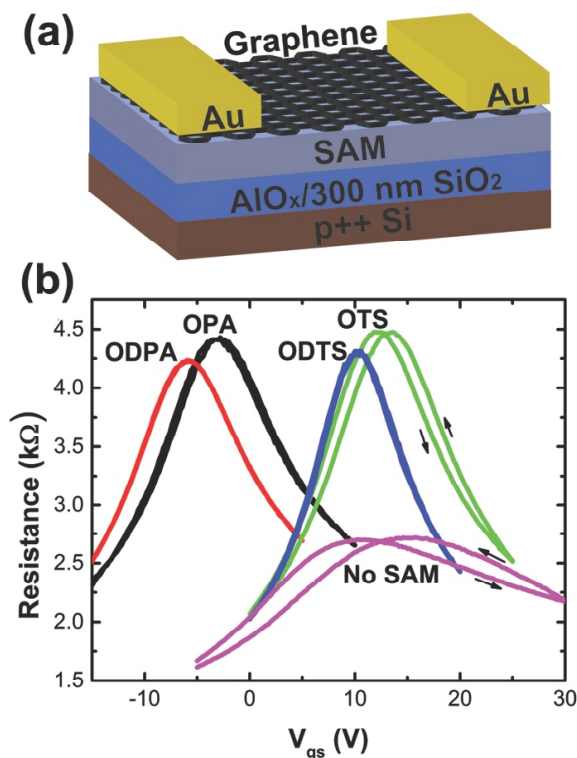 (a)
Graphene
Au
Au
SAM
AlOₓ/300 nm SiO₂
p++ Si
(b)
OPA
OTS
ODPA
ODTS
No SAM
4.5
4.0
3.5
3.0
2.5
2.0
1.5
Resistance (kΩ)
-10 0 10 20 30
V_gs (V)